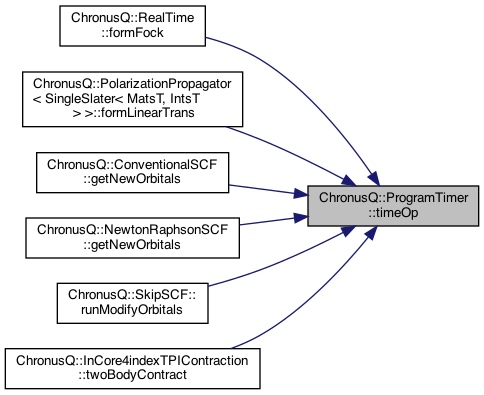 ChronusQ::RealTime
::formFock
ChronusQ::PolarizationPropagator
< SingleSlater< MatsT, IntsT
> >::formLinearTrans
ChronusQ::ConventionalSCF
::getNewOrbitals
ChronusQ::ProgramTimer
::timeOp
ChronusQ::NewtonRaphsonSCF
::getNewOrbitals
ChronusQ::SkipSCF::
runModifyOrbitals
ChronusQ::InCore4indexTPIContraction
::twoBodyContract